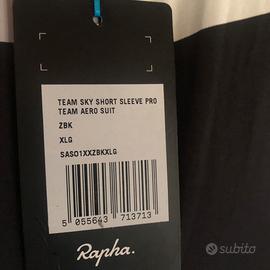 TEAM SKY SHORT SLEEVE PRO
TEAM AERO SUIT
ZBK
XLG
SASO1XXZBKXLG
5 055643 713713
Rapha.
subito